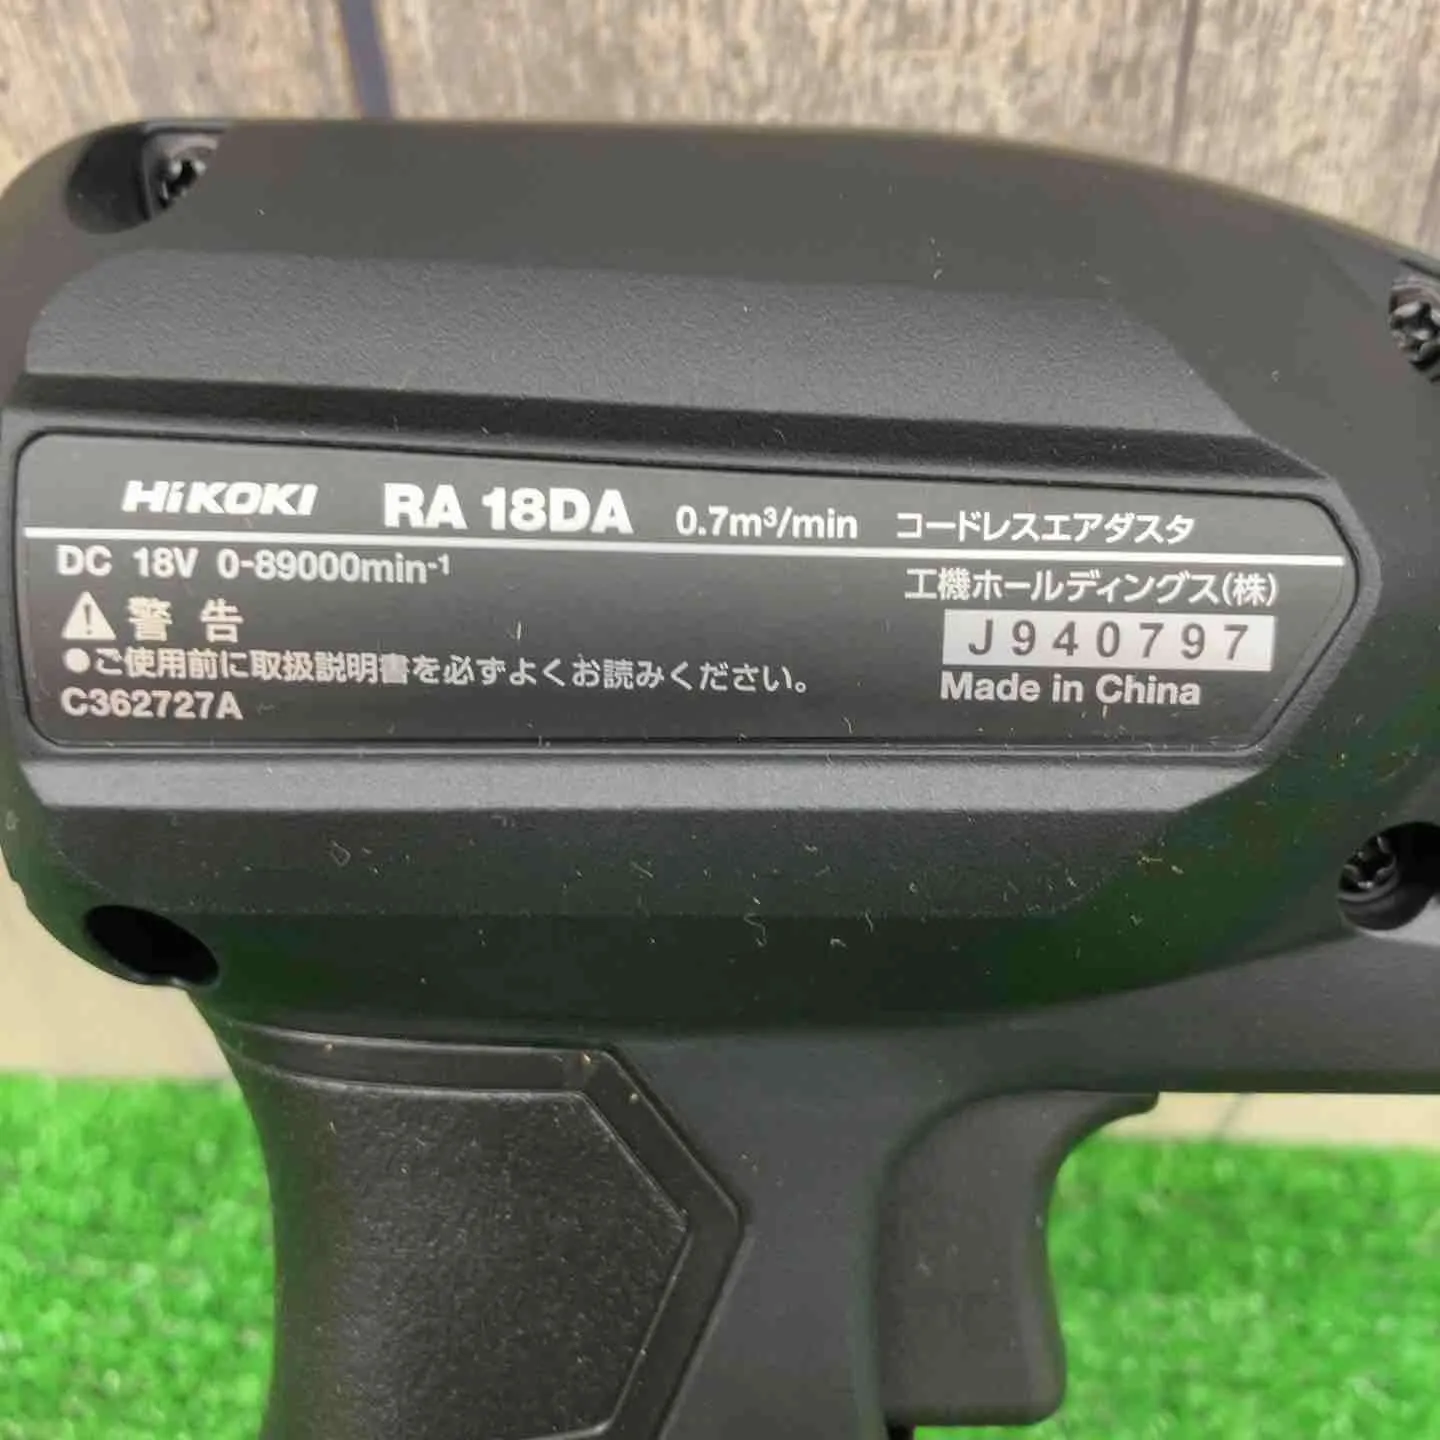 HiKOKI RA 18DA 0.7m³/min コードレスエアダスタ
DC 18V 0-89000min⁻¹
工機ホールディングス(株)
警告
J940797
●ご使用前に取扱説明書を必ずよくお読みください。
Made in China
C362727A